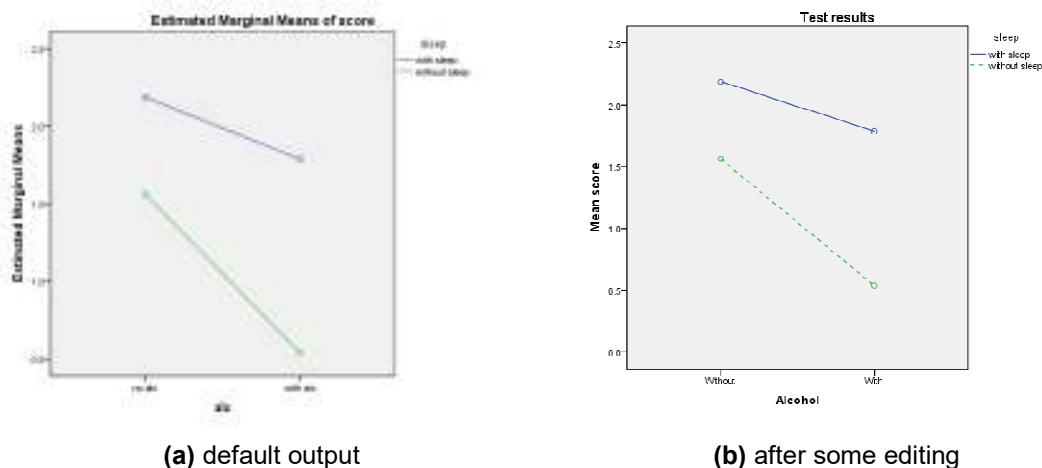 Estimated Marginal Means of score
sleep
with sleep
without sleep
Estimated Marginal Means
(a) default output
Test results
sleep
with sleep
without sleep
2.5
2.0
1.5
1.0
0.5
0.0
Mean score
Without
With
Alcohol
(b) after some editing